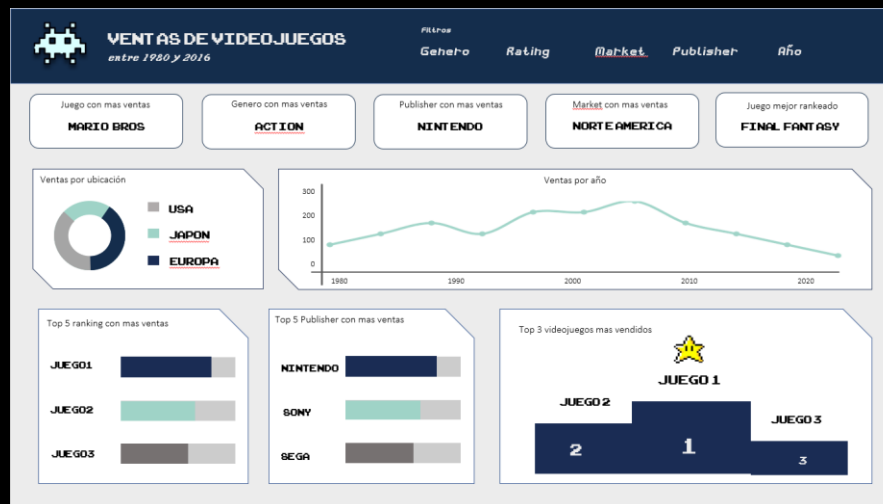 VENTAS DE VIDEOJUEGOS
entre 1980 y 2016
Filtros
Genero Rating Market Publisher Año
Juego con mas ventas
MARIO BROS
Genero con mas ventas
ACTION
Publisher con mas ventas
NINTENDO
Market con mas ventas
NORTE AMERICA
Juego mejor rankeado
FINAL FANTASY
Ventas por ubicación
USA
JAPON
EUROPA
Ventas por año
300
200
100
0
1980 1990 2000 2010 2020
Top 5 ranking con mas ventas
JUEGO1
JUEGO2
JUEGO3
Top 5 Publisher con mas ventas
NINTENDO
SONY
SEGA
Top 3 videojuegos mas vendidos
JUEGO 1
JUEGO 2
JUEGO 3
2 1 3